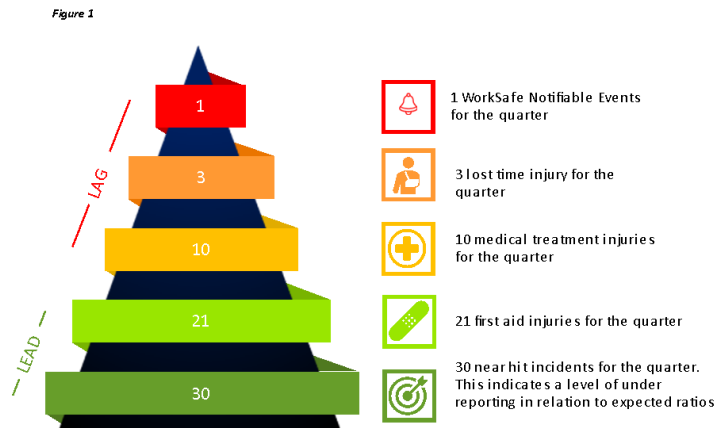 Figure 1
1
1 WorkSafe Notifiable Events
for the quarter
LAG
3
3 lost time injury for the
quarter
10
10 medical treatment injuries
for the quarter
21
21 first aid injuries for the quarter
LEAD
30
30 near hit incidents for the quarter.
This indicates a level of under
reporting in relation to expected ratios